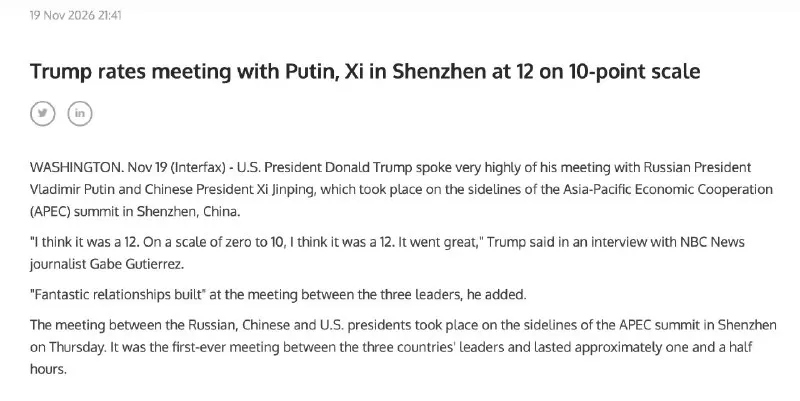 19 Nov 2026 21:41
Trump rates meeting with Putin, Xi in Shenzhen at 12 on 10-point scale
in
WASHINGTON. Nov 19 (Interfax) - U.S. President Donald Trump spoke very highly of his meeting with Russian President
Vladimir Putin and Chinese President Xi Jinping, which took place on the sidelines of the Asia-Pacific Economic Cooperation
(APEC) summit in Shenzhen, China.
"I think it was a 12. On a scale of zero to 10, I think it was a 12. It went great," Trump said in an interview with NBC News
journalist Gabe Gutierrez.
"Fantastic relationships built" at the meeting between the three leaders, he added.
The meeting between the Russian, Chinese and U.S. presidents took place on the sidelines of the APEC summit in Shenzhen
on Thursday. It was the first-ever meeting between the three countries' leaders and lasted approximately one and a half
hours.